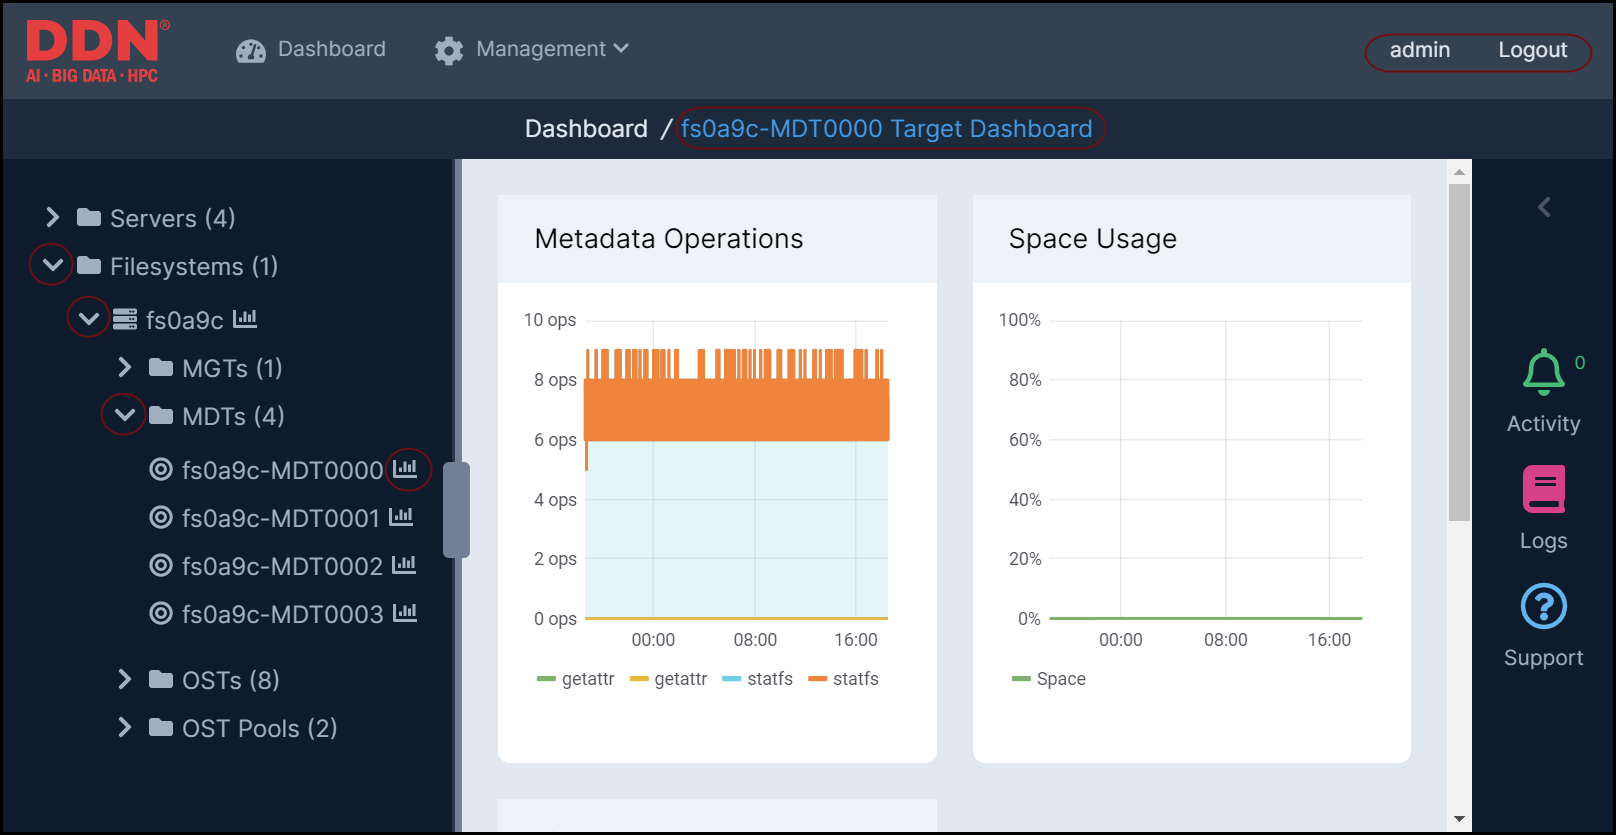 DDN®
AI · BIG DATA · HPC
Dashboard
Management
admin
Logout
Dashboard / fs0a9c-MDT0000 Target Dashboard
Servers (4)
Filesystems (1)
fs0a9c
MGTs (1)
MDTs (4)
fs0a9c-MDT0000
fs0a9c-MDT0001
fs0a9c-MDT0002
fs0a9c-MDT0003
OSTs (8)
OST Pools (2)
Metadata Operations
10 ops
8 ops
6 ops
4 ops
2 ops
0 ops
00:00 08:00 16:00
getattr getattr statfs statfs
Space Usage
100%
80%
60%
40%
20%
0%
00:00 08:00 16:00
Space
0
Activity
Logs
?
Support